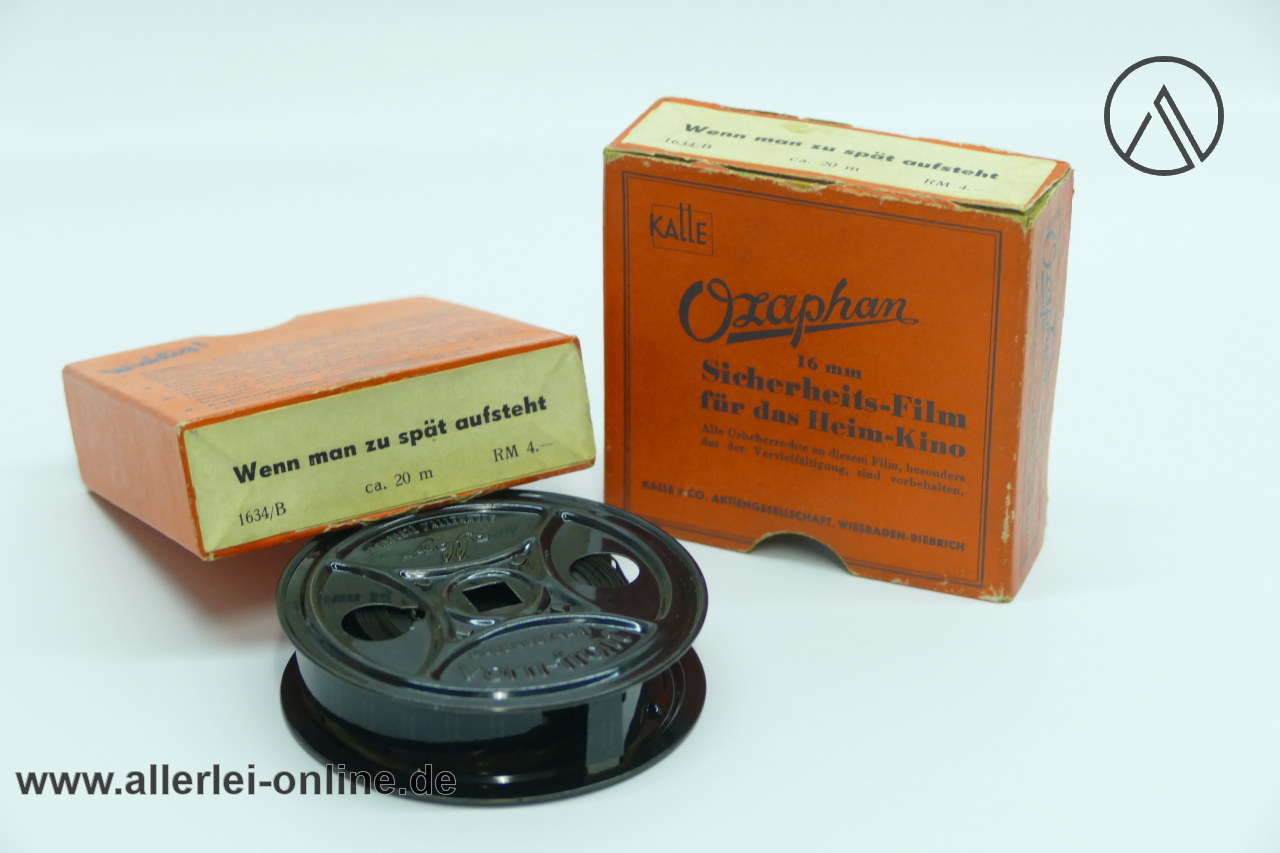 Wenn man zu spät aufsteht
1634/B
ca. 20 m
RM 4.—
KALLE
Ozaphan
16 mm
Sicherheits-Film
für das Heim-Kino
Alle Urheberrechte an diesem Film, besonders
das der Vervielfältigung, sind vorbehalten.
KALLE & CO. AKTIENGESELLSCHAFT, WIESBADEN-BIEBRICH
Ozaphan
Wenn man zu spät aufsteht
1634/B
ca. 20 m
RM 4.—
www.allerlei-online.de